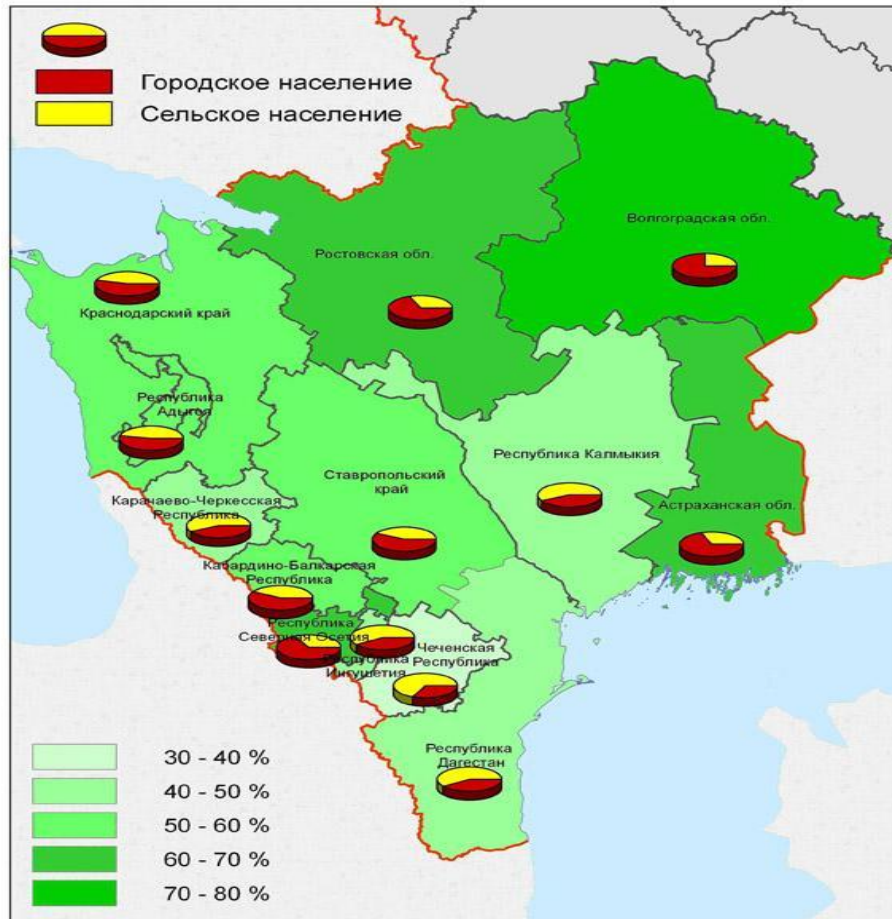 Городское население
Сельское население
Волгоградская обл.
Ростовская обл.
Краснодарский край
Республика
Адыгея
Республика Калмыкия
Ставропольский
край
Карачаево-Черкесская
Республика
Астраханская обл.
Кабардино-Балкарская
Республика
Республика
Северная Осетия
Чеченская
Республика
Республика
Ингушетия
Республика
Дагестан
30 - 40 %
40 - 50 %
50 - 60 %
60 - 70 %
70 - 80 %